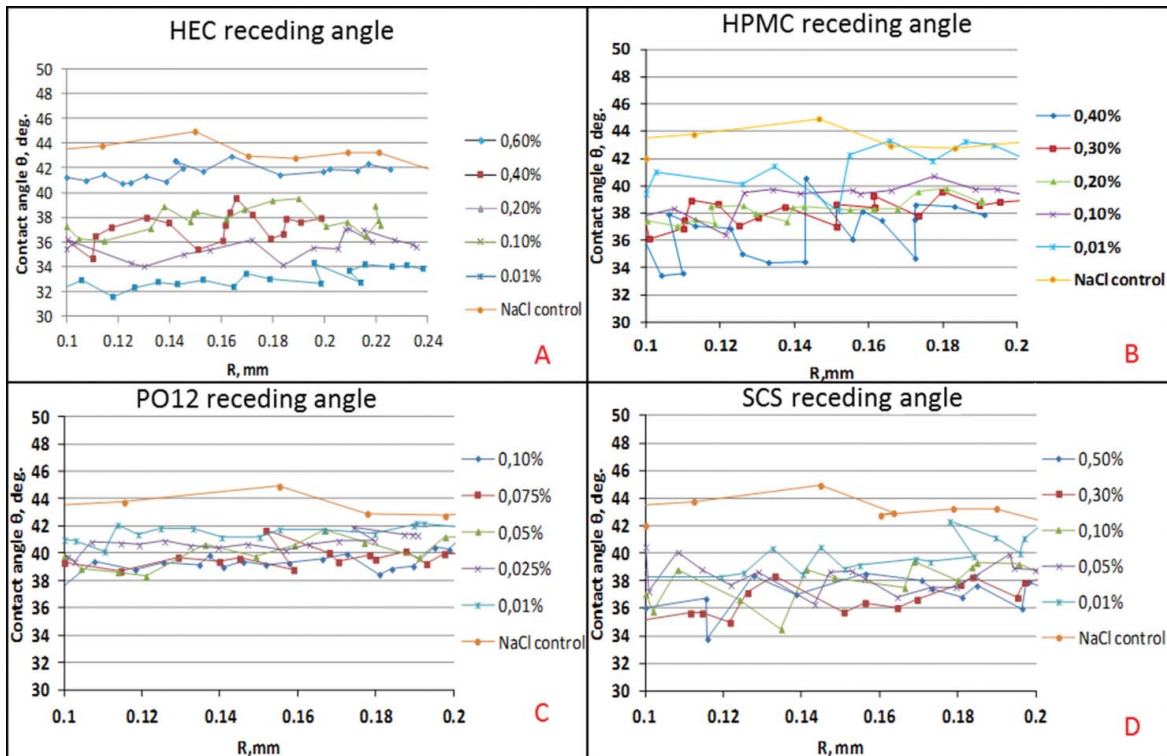 HEC receding angle
Contact angle θ, deg.
50
48
46
44
42
40
38
36
34
32
30
0.1 0.12 0.14 0.16 0.18 0.2 0.22 0.24
R, mm
0,60%
0,40%
0,20%
0.10%
0.01%
NaCl control
A
HPMC receding angle
Contact angle θ, deg.
50
48
46
44
42
40
38
36
34
32
30
0.1 0.12 0.14 0.16 0.18 0.2
R,mm
0,40%
0,30%
0,20%
0,10%
0,01%
NaCl control
B
PO12 receding angle
Contact angle θ, deg.
50
48
46
44
42
40
38
36
34
32
30
0.1 0.12 0.14 0.16 0.18 0.2
R,mm
0,10%
0,075%
0,05%
0,025%
0,01%
NaCl control
C
SCS receding angle
Contact angle θ, deg.
50
48
46
44
42
40
38
36
34
32
30
0.1 0.12 0.14 0.16 0.18 0.2
R,mm
0,50%
0,30%
0,10%
0,05%
0,01%
NaCl control
D